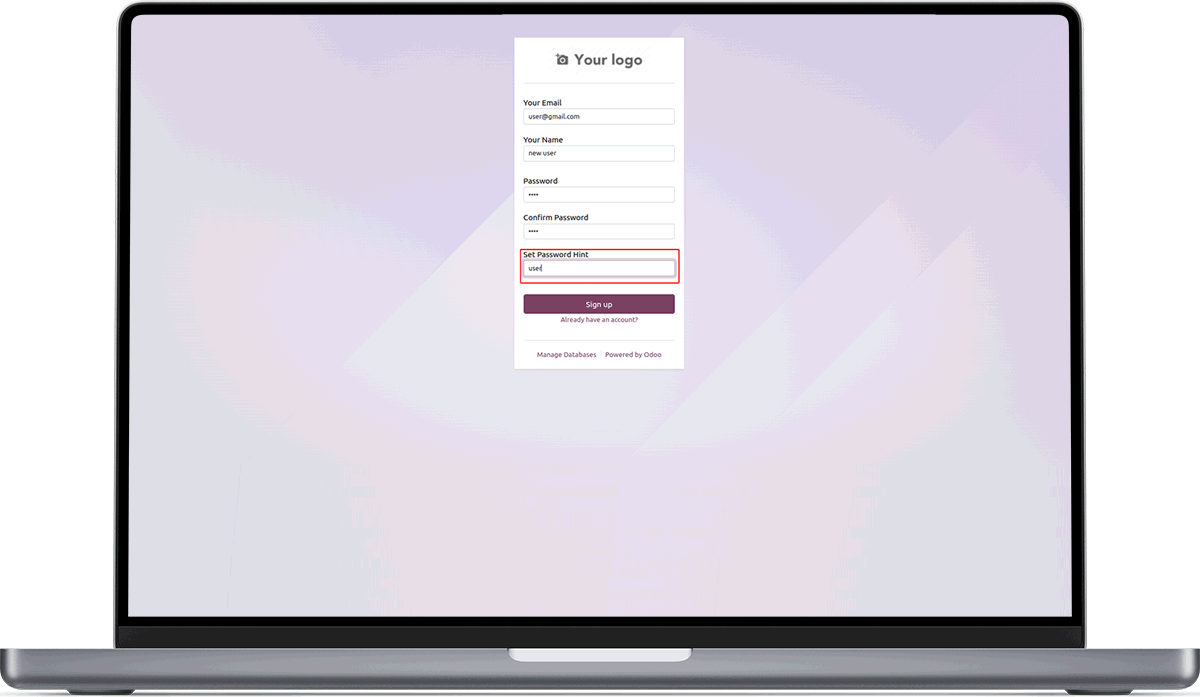 Your logo
Your Email
user@gmail.com
Your Name
new user
Password
••••
Confirm Password
••••
Set Password Hint
user
Sign up
Already have an account?
Manage Databases Powered by Odoo